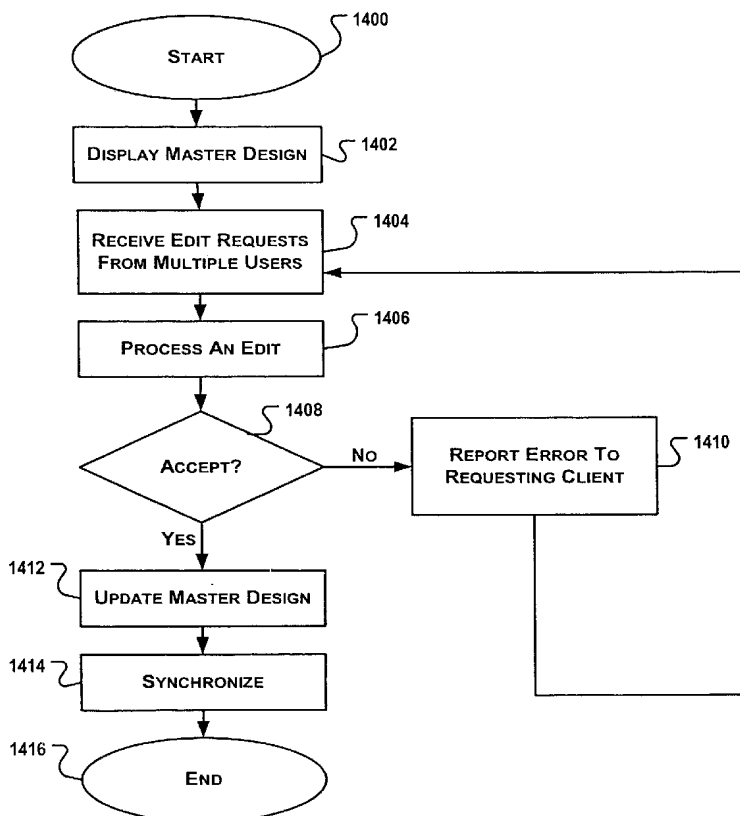 1400
START
DISPLAY MASTER DESIGN
1402
1404
RECEIVE EDIT REQUESTS
FROM MULTIPLE USERS
1406
PROCESS AN EDIT
1408
ACCEPT?
NO
REPORT ERROR TO
REQUESTING CLIENT
1410
YES
1412
UPDATE MASTER DESIGN
1414
SYNCHRONIZE
1416
END